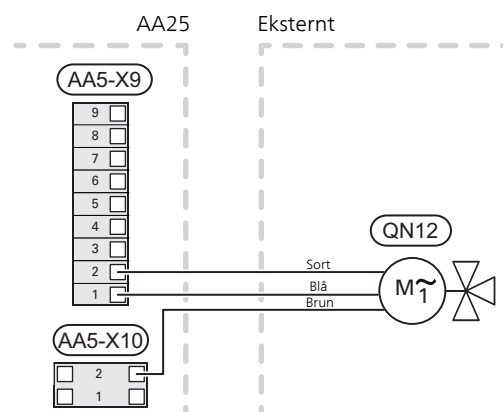 AA25 Eksternt
AA5-X9
9
8
7
6
5
4
3
2
1
QN12
Sort
Blå
Brun
M~
1
AA5-X10
2
1